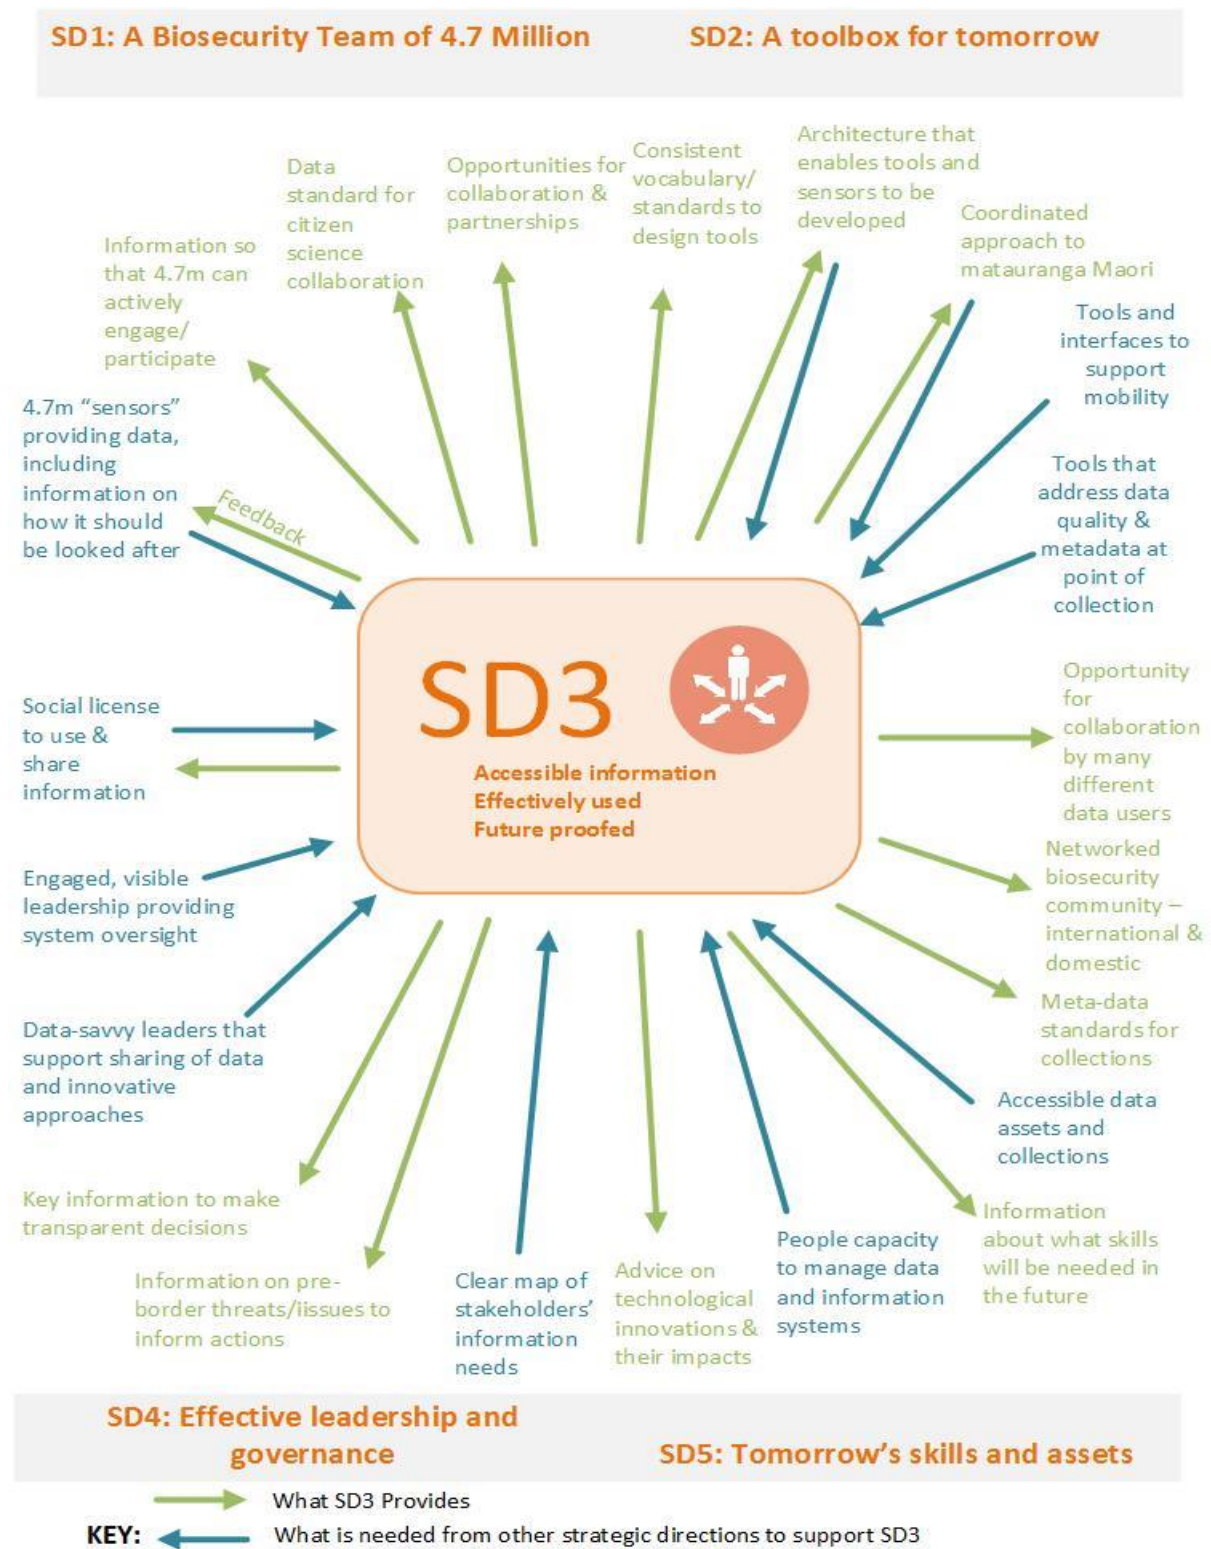 SD1: A Biosecurity Team of 4.7 Million
SD2: A toolbox for tomorrow
Information so
that 4.7m can
actively
engage/
participate
Data
standard for
citizen
science
collaboration
Opportunities for
collaboration &
partnerships
Consistent
vocabulary/
standards to
design tools
Architecture that
enables tools and
sensors to be
developed
Coordinated
approach to
matauranga Maori
Tools and
interfaces to
support
mobility
Tools that
address data
quality &
metadata at
point of
collection
4.7m “sensors”
providing data,
including
information on
how it should
be looked after
Feedback
SD3
Accessible information
Effectively used
Future proofed
Social license
to use &
share
information
Engaged, visible
leadership providing
system oversight
Data-savvy leaders that
support sharing of data
and innovative
approaches
Opportunity
for
collaboration
by many
different
data users
Networked
biosecurity
community –
international &
domestic
Meta-data
standards for
collections
Accessible data
assets and
collections
Key information to make
transparent decisions
Information on pre-
border threats/iissues to
inform actions
Clear map of
stakeholders’
information
needs
Advice on
technological
innovations &
their impacts
People capacity
to manage data
and information
systems
Information
about what skills
will be needed in
the future
SD4: Effective leadership and
governance
SD5: Tomorrow’s skills and assets
What SD3 Provides
KEY:
What is needed from other strategic directions to support SD3